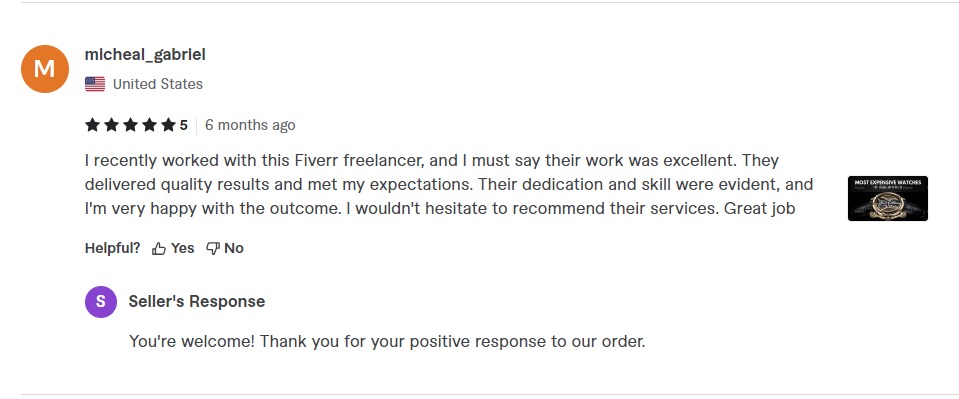 M
micheal_gabriel
United States
5 6 months ago
I recently worked with this Fiverr freelancer, and I must say their work was excellent. They
delivered quality results and met my expectations. Their dedication and skill were evident, and
I'm very happy with the outcome. I wouldn't hesitate to recommend their services. Great job
MOST EXPENSIVE WATCHES
IN THE WORLD
Helpful? Yes No
S Seller's Response
You're welcome! Thank you for your positive response to our order.